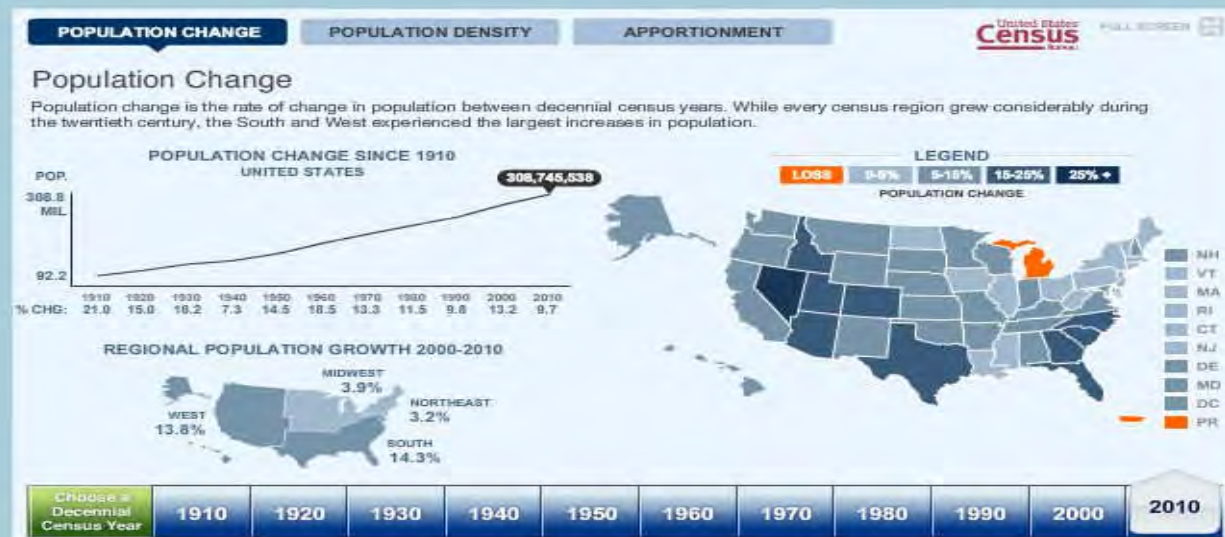 POPULATION CHANGE
POPULATION DENSITY
APPORTIONMENT
United States
Census
Bureau
FULL SCREEN
Population Change
Population change is the rate of change in population between decennial census years. While every census region grew considerably during
the twentieth century, the South and West experienced the largest increases in population.
POPULATION CHANGE SINCE 1910
UNITED STATES
POP.
308.8
MIL
92.2
308,745,538
1910 1920 1930 1940 1950 1960 1970 1980 1990 2000 2010
% CHG: 21.0 15.0 16.2 7.3 14.5 18.5 13.3 11.5 9.8 13.2 9.7
LEGEND
LOSS 0-5% 5-15% 15-25% 25% +
POPULATION CHANGE
NH
VT
MA
RI
CT
NJ
DE
MD
DC
PR
REGIONAL POPULATION GROWTH 2000-2010
MIDWEST
3.9%
NORTHEAST
3.2%
WEST
13.8%
SOUTH
14.3%
Choose a
Decennial
Census Year
1910 1920 1930 1940 1950 1960 1970 1980 1990 2000 2010